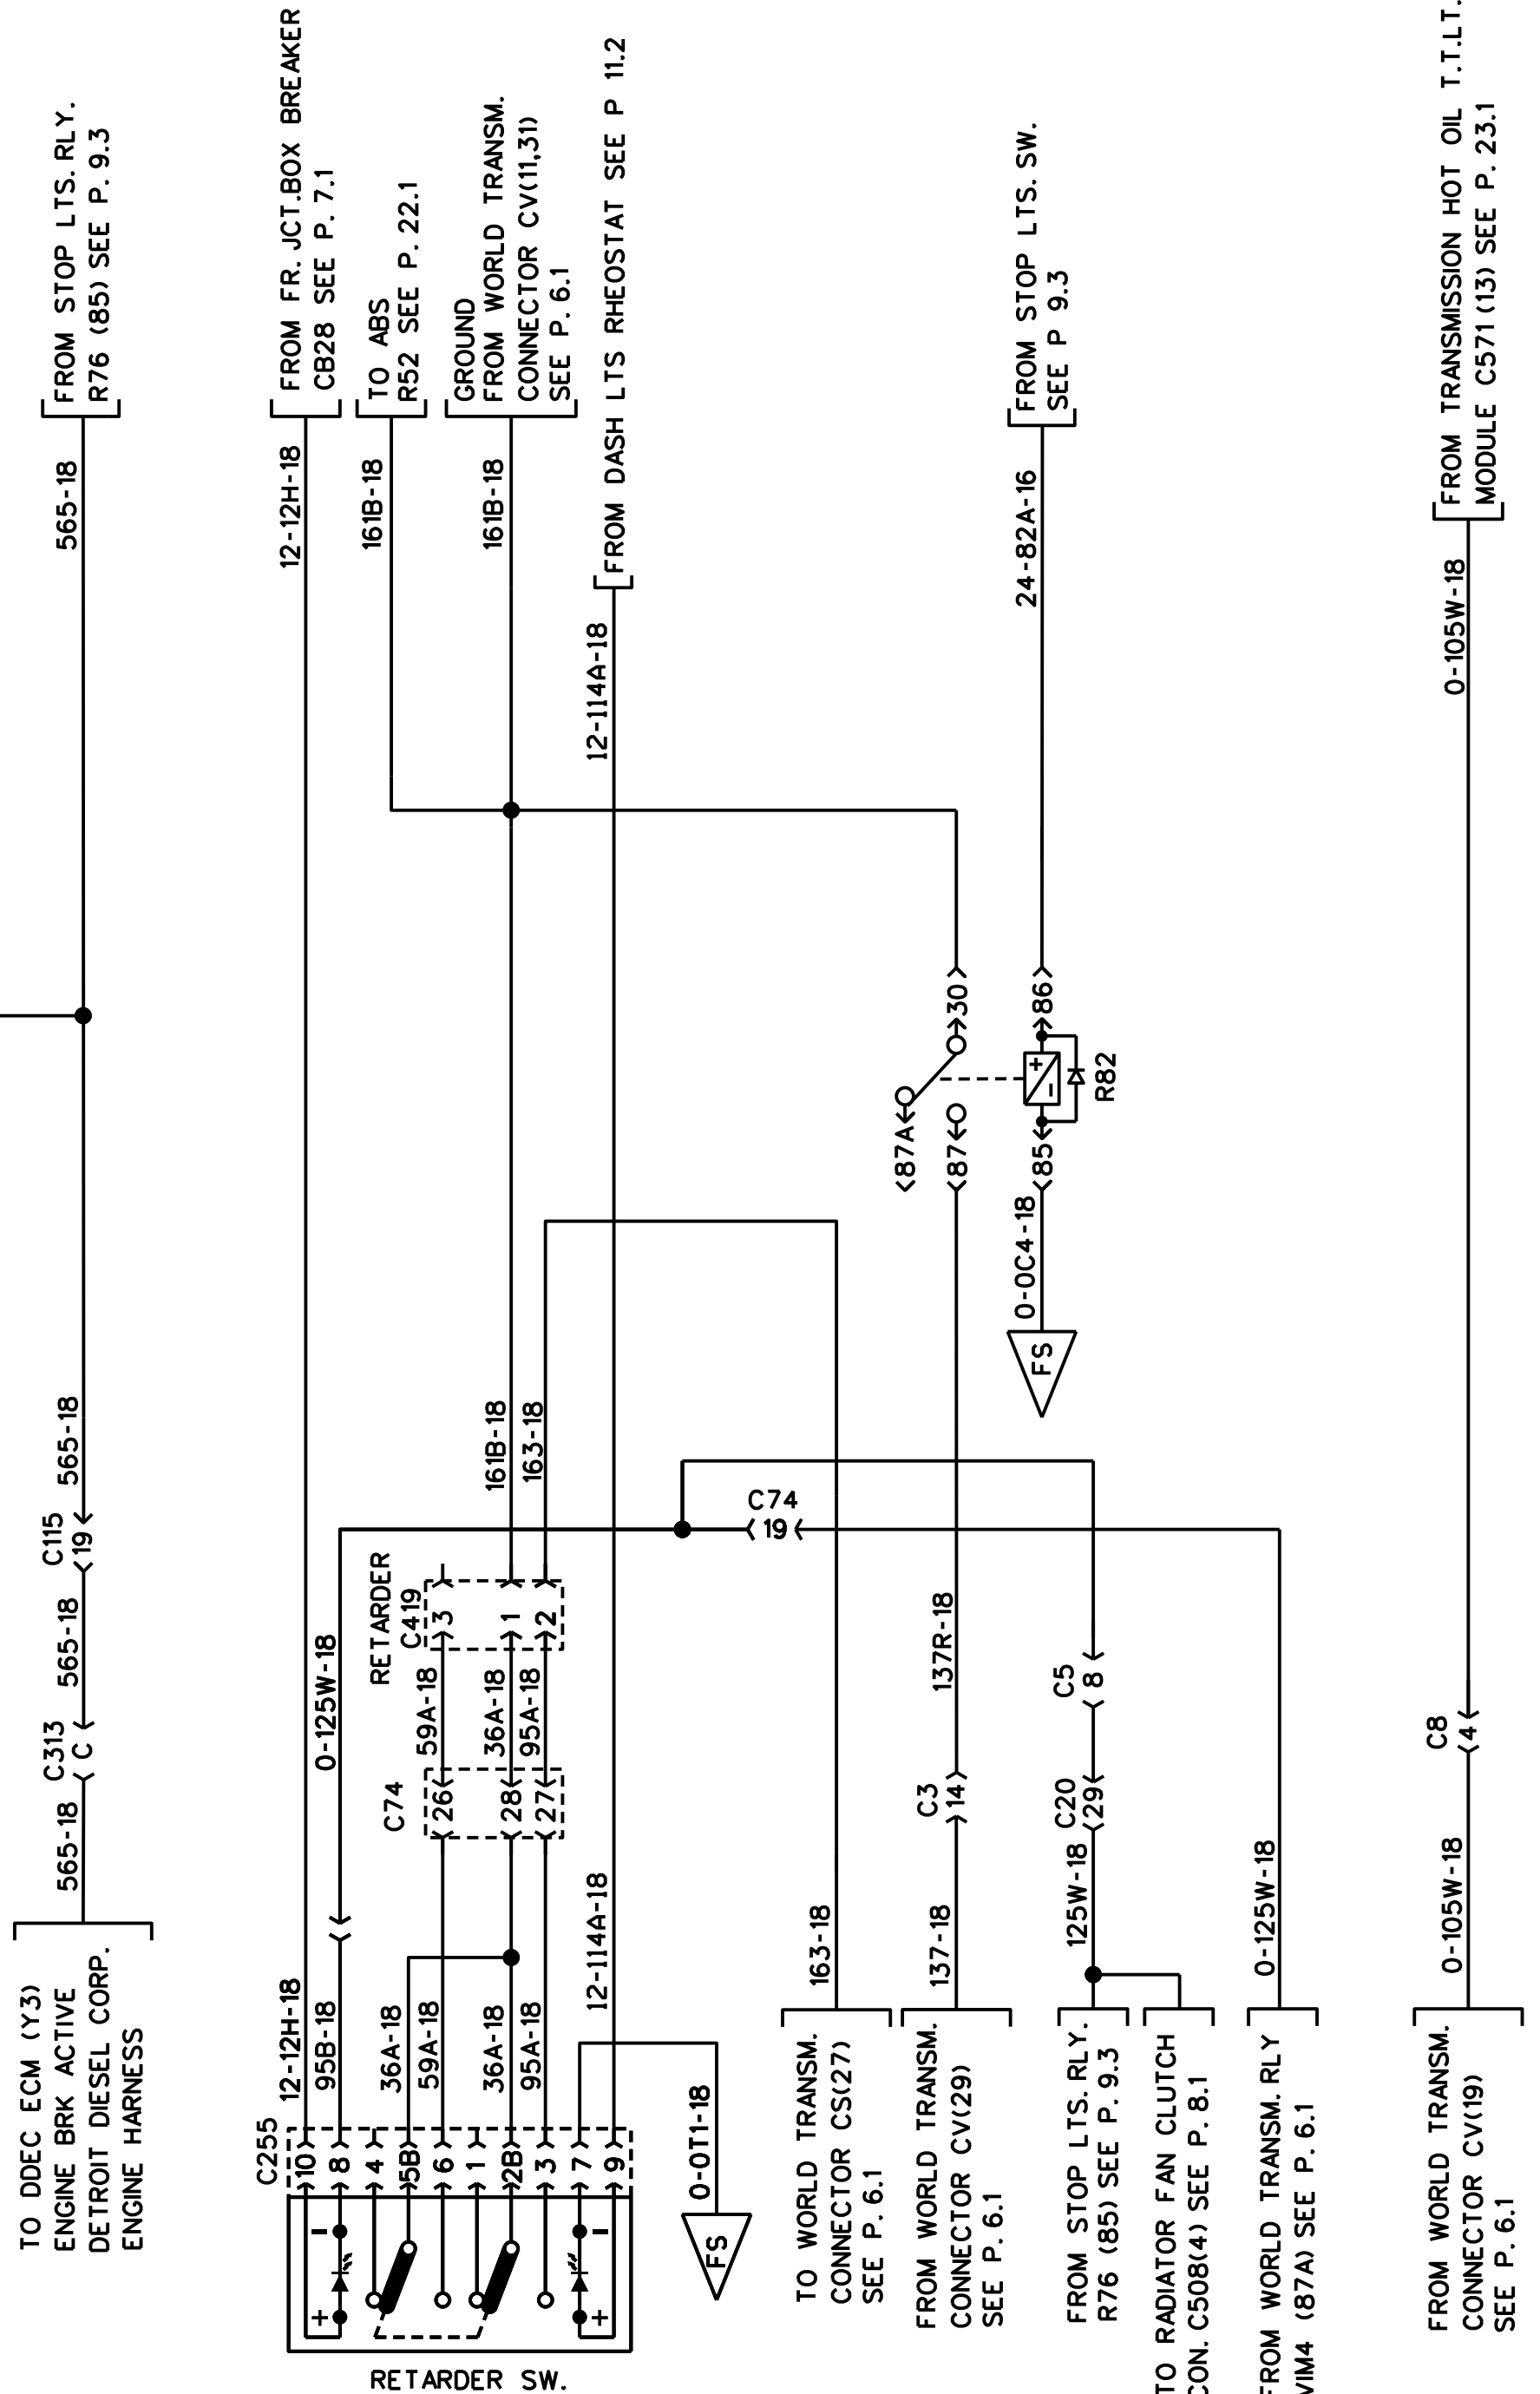 FROM STOP LTS. RLY.
R76 (85) SEE P. 9.3
565-18
565-18
C115
19
565-18
C313
C
565-18
TO DDEC ECM (Y3)
ENGINE BRK ACTIVE
DETROIT DIESEL CORP.
ENGINE HARNESS
FROM FR. JCT.BOX BREAKER
CB28 SEE P. 7.1
12-12H-18
12-12H-18
TO ABS
R52 SEE P. 22.1
161B-18
GROUND
FROM WORLD TRANSM.
CONNECTOR CV(11,31)
SEE P. 6.1
161B-18
161B-18
163-18
FROM DASH LTS RHEOSTAT SEE P 11.2
12-114A-18
12-114A-18
0-125W-18
95B-18
RETARDER
C419
3
1
2
59A-18
36A-18
95A-18
C74
26
28
27
36A-18
59A-18
36A-18
95A-18
C255
10
8
4
5B
6
1
2B
3
7
9
+
-
+
-
RETARDER SW.
0-0T1-18
FS
C74
19
FROM STOP LTS. SW.
SEE P 9.3
24-82A-16
30
86
87A
87
85
+
-
R82
0-0C4-18
FS
163-18
TO WORLD TRANSM.
CONNECTOR CS(27)
SEE P. 6.1
137R-18
C3
14
137-18
FROM WORLD TRANSM.
CONNECTOR CV(29)
SEE P. 6.1
C5
8
C20
29
125W-18
FROM STOP LTS. RLY.
R76 (85) SEE P. 9.3
TO RADIATOR FAN CLUTCH
CON. C508(4) SEE P. 8.1
0-125W-18
FROM WORLD TRANSM. RLY
VIM4 (87A) SEE P. 6.1
FROM TRANSMISSION HOT OIL T.T.LT.
MODULE C571 (13) SEE P. 23.1
0-105W-18
C8
4
0-105W-18
FROM WORLD TRANSM.
CONNECTOR CV(19)
SEE P. 6.1